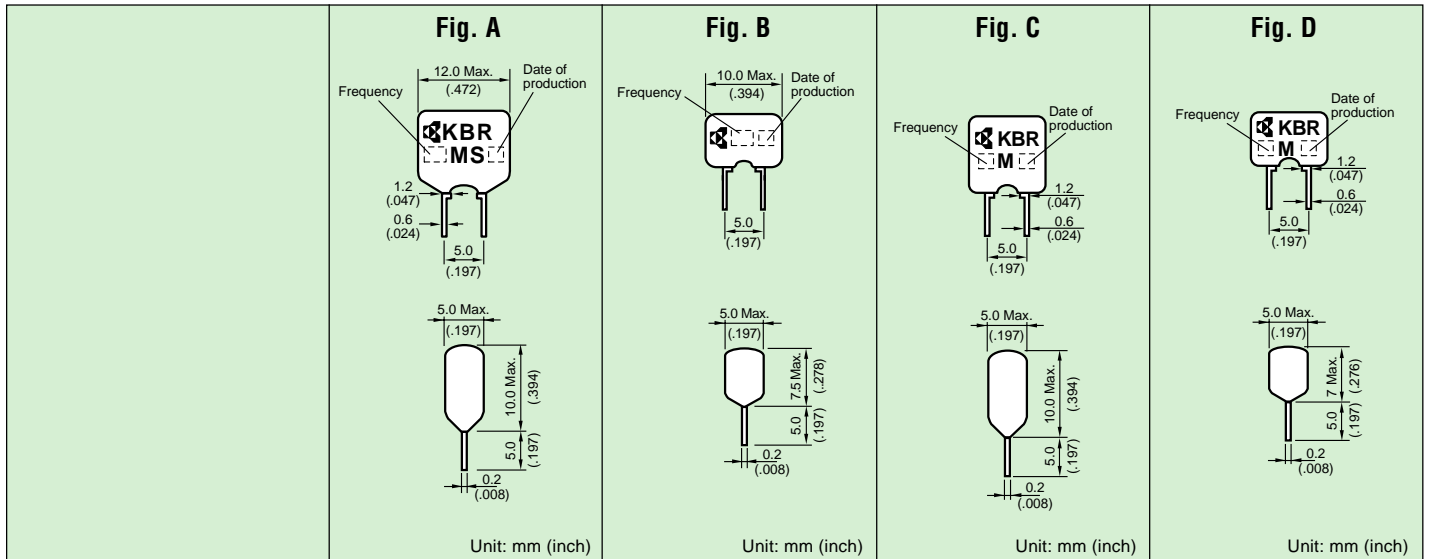 Fig. A
12.0 Max.
(.472)
Frequency
Date of
production
KBR
MS
1.2
(.047)
0.6
(.024)
5.0
(.197)
5.0 Max.
(.197)
10.0 Max.
(.394)
5.0
(.197)
0.2
(.008)
Unit: mm (inch)
Fig. B
10.0 Max.
(.394)
Frequency
Date of
production
5.0
(.197)
5.0 Max.
(.197)
7.5 Max.
(.278)
5.0
(.197)
0.2
(.008)
Unit: mm (inch)
Fig. C
Frequency
Date of
production
KBR
M
1.2
(.047)
0.6
(.024)
5.0
(.197)
5.0 Max.
(.197)
10.0 Max.
(.394)
5.0
(.197)
0.2
(.008)
Unit: mm (inch)
Fig. D
Frequency
Date of
production
KBR
M
1.2
(.047)
0.6
(.024)
5.0
(.197)
5.0 Max.
(.197)
7 Max.
(.276)
5.0
(.197)
0.2
(.008)
Unit: mm (inch)